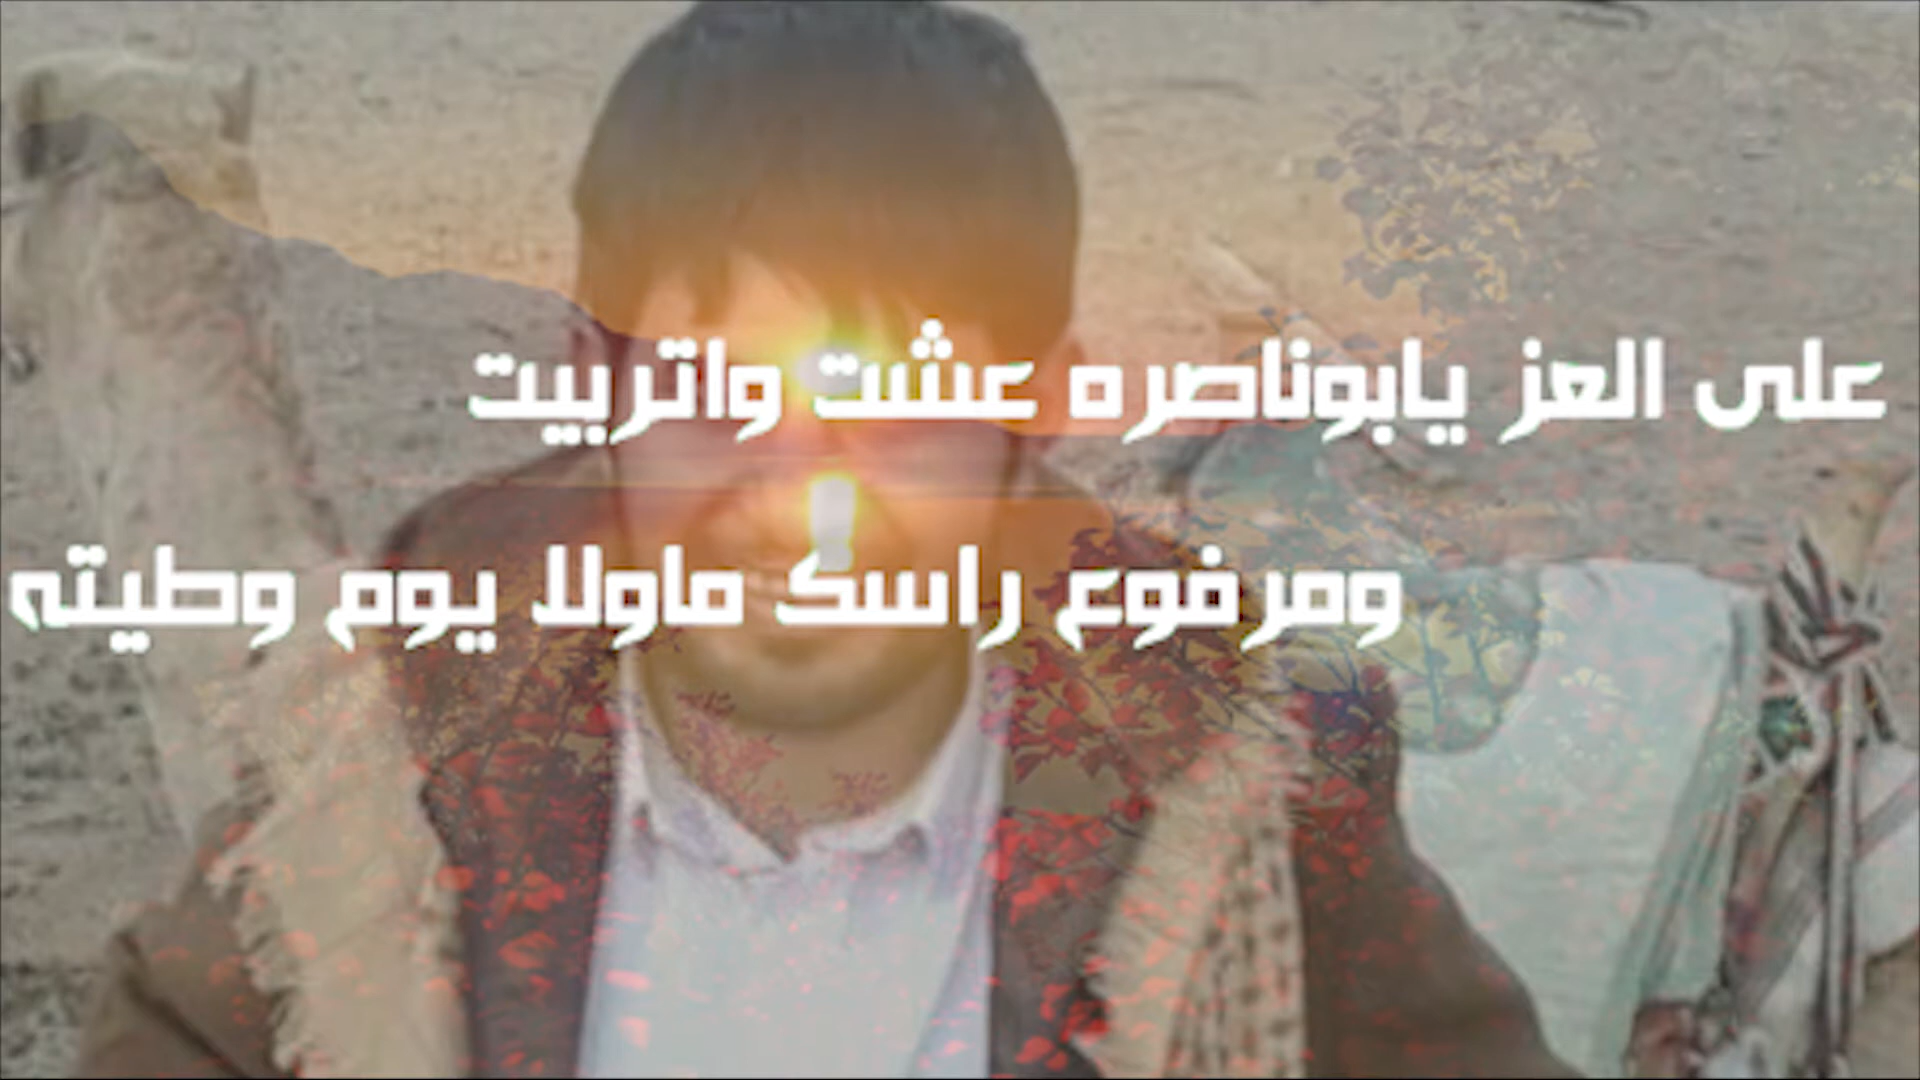 على العز يابوناصره عشت واتربيت
ومرفوع راسك ماولا يوم وطيته